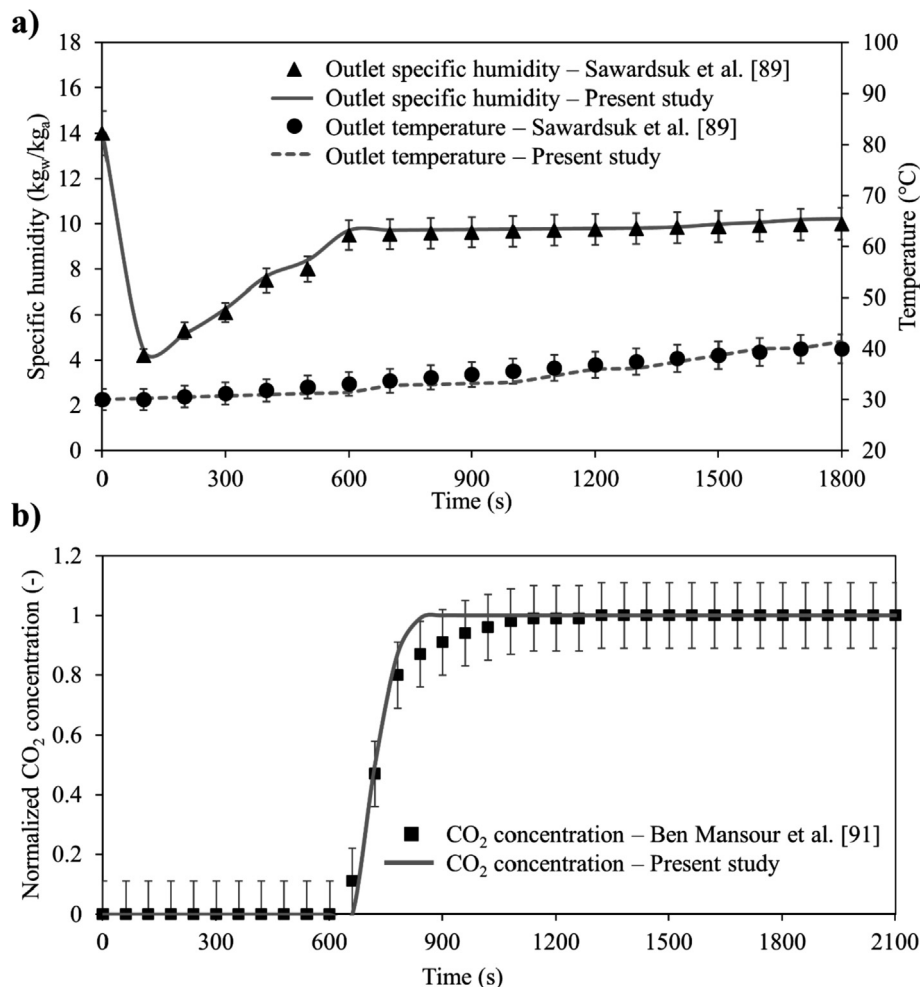 a)
18
16
14
12
10
8
6
4
2
0
Specific humidity (kg_w/kg_a)
▲ Outlet specific humidity – Sawardsuk et al. [89]
Outlet specific humidity – Present study
● Outlet temperature – Sawardsuk et al. [89]
Outlet temperature – Present study
100
90
80
70
60
50
40
30
20
Temperature (°C)
0 300 600 900 1200 1500 1800
Time (s)
b)
1.2
1
0.8
0.6
0.4
0.2
0
Normalized CO₂ concentration (-)
■ CO₂ concentration – Ben Mansour et al. [91]
CO₂ concentration – Present study
0 300 600 900 1200 1500 1800 2100
Time (s)